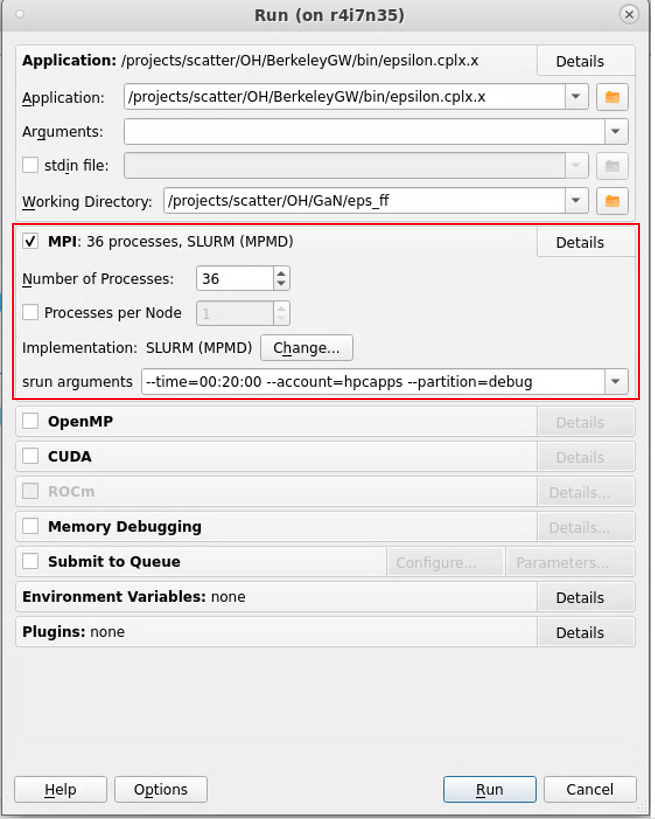 Run (on r4i7n35)
Application: /projects/scatter/OH/BerkeleyGW/bin/epsilon.cplx.x Details
Application: /projects/scatter/OH/BerkeleyGW/bin/epsilon.cplx.x
Arguments:
stdin file:
Working Directory: /projects/scatter/OH/GaN/eps_ff
MPI: 36 processes, SLURM (MPMD) Details
Number of Processes: 36
Processes per Node 1
Implementation: SLURM (MPMD) Change...
srun arguments --time=00:20:00 --account=hpcapps --partition=debug
OpenMP Details
CUDA Details
ROCm Details...
Memory Debugging Details...
Submit to Queue Configure... Parameters...
Environment Variables: none Details
Plugins: none Details
Help Options Run Cancel